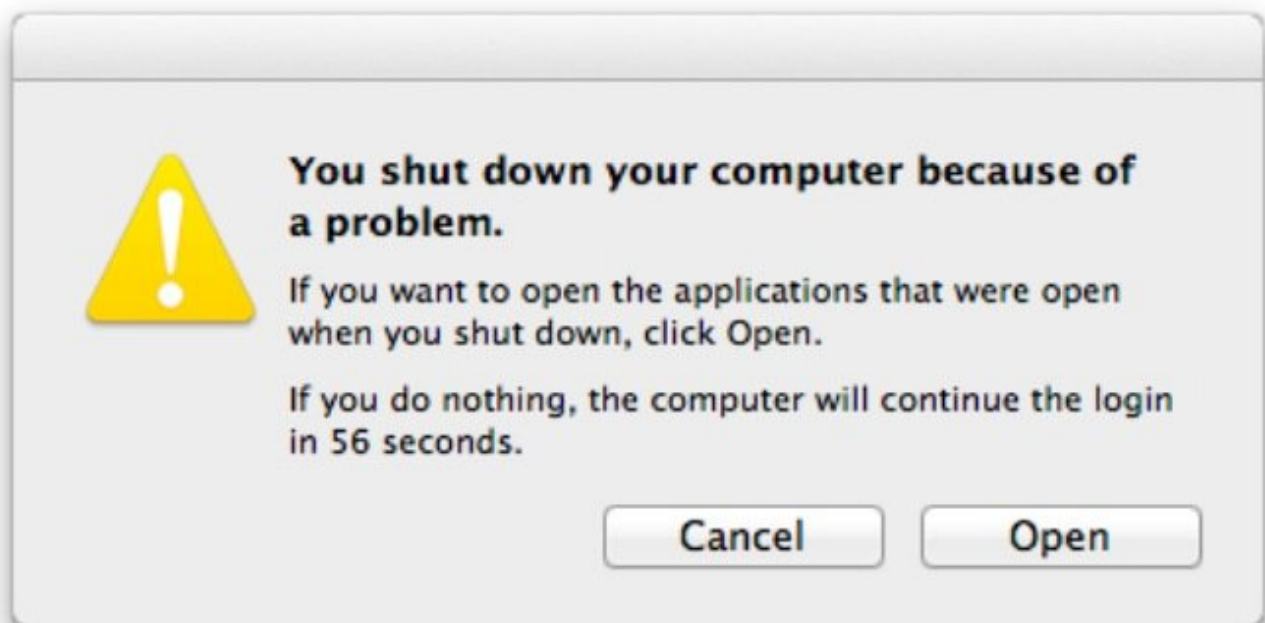 You shut down your computer because of
a problem.
If you want to open the applications that were open
when you shut down, click Open.
If you do nothing, the computer will continue the login
in 56 seconds.
Cancel
Open